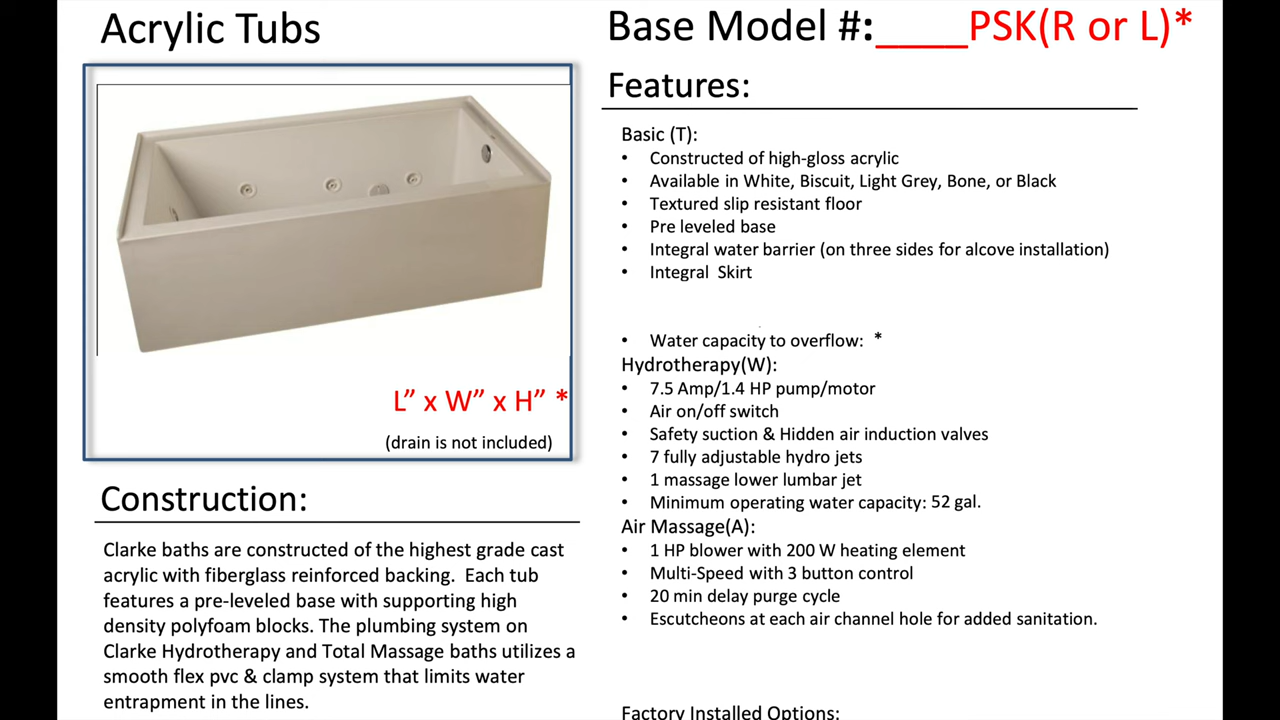 Acrylic Tubs
L” x W” x H” *
(drain is not included)
Construction:
Clarke baths are constructed of the highest grade cast
acrylic with fiberglass reinforced backing. Each tub
features a pre-leveled base with supporting high
density polyfoam blocks. The plumbing system on
Clarke Hydrotherapy and Total Massage baths utilizes a
smooth flex pvc & clamp system that limits water
entrapment in the lines.
Base Model #:____PSK(R or L)*
Features:
Basic (T):
• Constructed of high-gloss acrylic
• Available in White, Biscuit, Light Grey, Bone, or Black
• Textured slip resistant floor
• Pre leveled base
• Integral water barrier (on three sides for alcove installation)
• Integral Skirt
• Water capacity to overflow: *
Hydrotherapy(W):
• 7.5 Amp/1.4 HP pump/motor
• Air on/off switch
• Safety suction & Hidden air induction valves
• 7 fully adjustable hydro jets
• 1 massage lower lumbar jet
• Minimum operating water capacity: 52 gal.
Air Massage(A):
• 1 HP blower with 200 W heating element
• Multi-Speed with 3 button control
• 20 min delay purge cycle
• Escutcheons at each air channel hole for added sanitation.
Factory Installed Options: